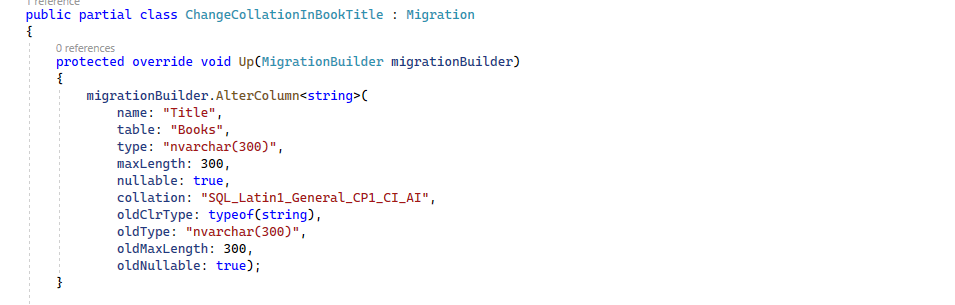 1 reference
public partial class ChangeCollationInBookTitle : Migration
{
0 references
protected override void Up(MigrationBuilder migrationBuilder)
{
migrationBuilder.AlterColumn<string>(
name: "Title",
table: "Books",
type: "nvarchar(300)",
maxLength: 300,
nullable: true,
collation: "SQL_Latin1_General_CP1_CI_AI",
oldClrType: typeof(string),
oldType: "nvarchar(300)",
oldMaxLength: 300,
oldNullable: true);
}